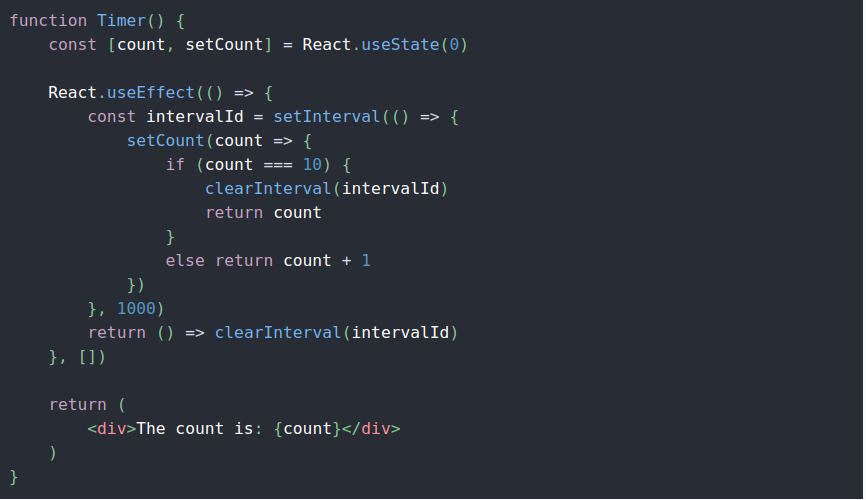 function Timer() {
    const [count, setCount] = React.useState(0)

    React.useEffect(() => {
        const intervalId = setInterval(() => {
            setCount(count => {
                if (count === 10) {
                    clearInterval(intervalId)
                    return count
                }
                else return count + 1
            })
        }, 1000)
        return () => clearInterval(intervalId)
    }, [])

    return (
        <div>The count is: {count}</div>
    )
}